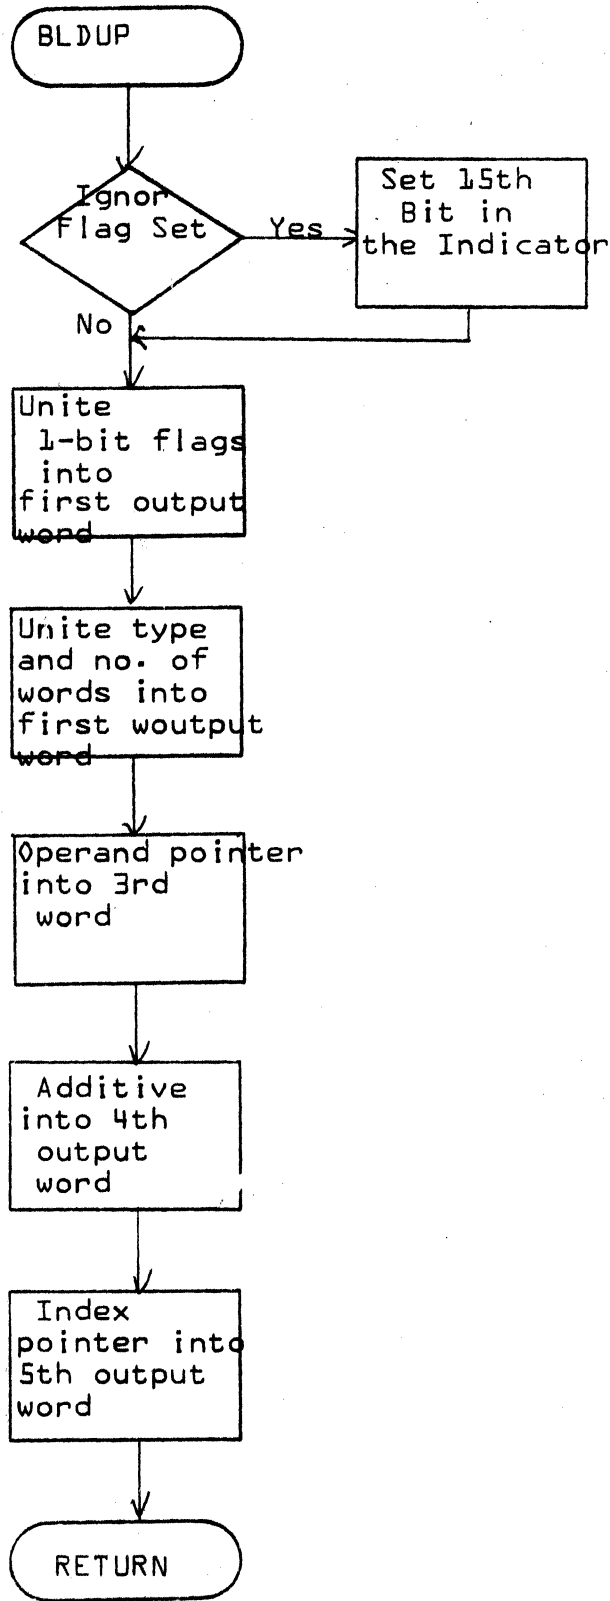 BLDUP
Ignor
Flag Set
Yes
Set 15th
Bit in
the Indicator
No
Unite
1-bit flags
into
first output
word
Unite type
and no. of
words into
first woutput
word
Operand pointer
into 3rd
word
Additive
into 4th
output
word
Index
pointer into
5th output
word
RETURN